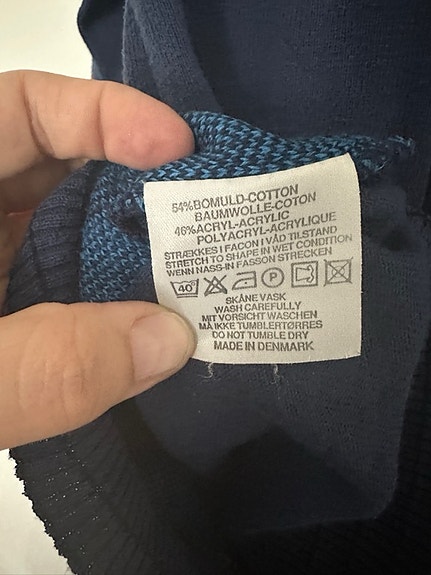 54%BOMULD-COTTON
BAUMWOLLE-COTON
46%ACRYL-ACRYLIC
POLYACRYL-ACRYLIQUE
STRÆKKES I FACON I VÅD TILSTAND
STRETCH TO SHAPE IN WET CONDITION
WENN NASS-IN FASSON STRECKEN
40° P
SKÅNE VASK
WASH CAREFULLY
MIT VORSICHT WASCHEN
MÅ IKKE TUMBLERTØRRES
DO NOT TUMBLE DRY
MADE IN DENMARK